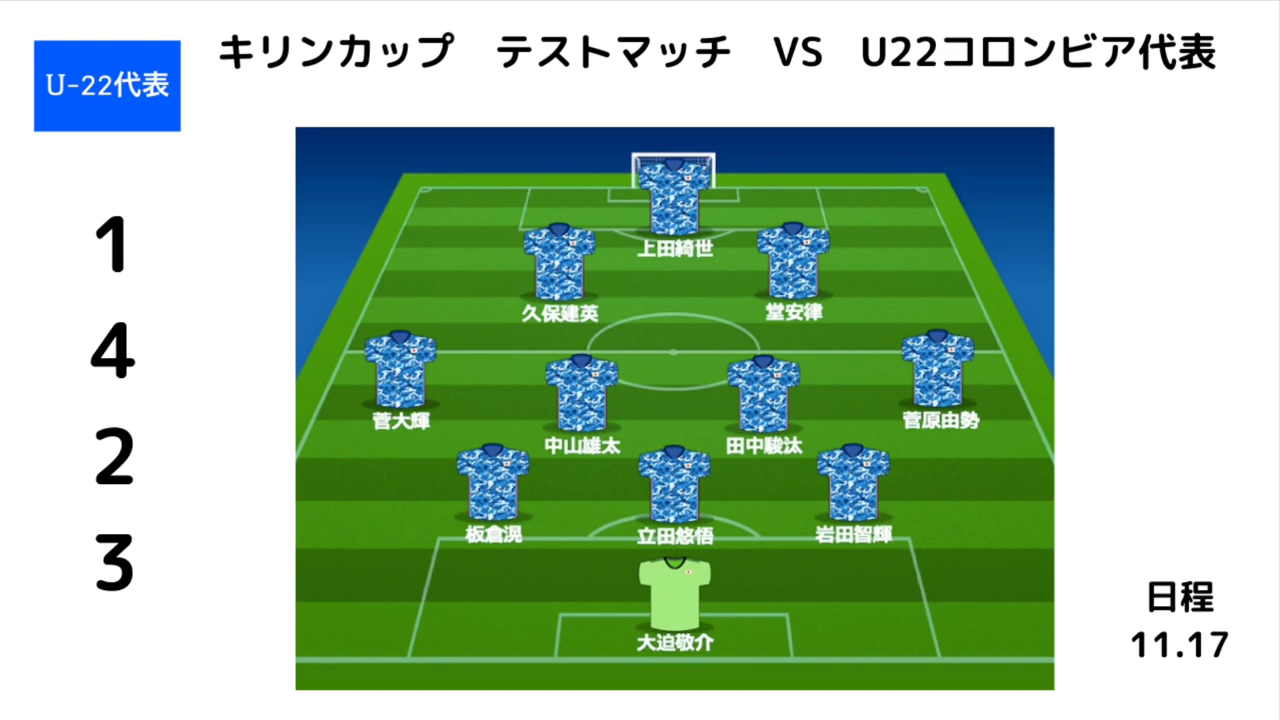 キリンカップ　テストマッチ　VS　U22コロンビア代表
U-22代表
1
4
2
3
上田綺世
久保建英
堂安律
菅大輝
菅原由勢
中山雄太
田中駿汰
板倉滉
立田悠悟
岩田智輝
大迫敬介
日程
11.17